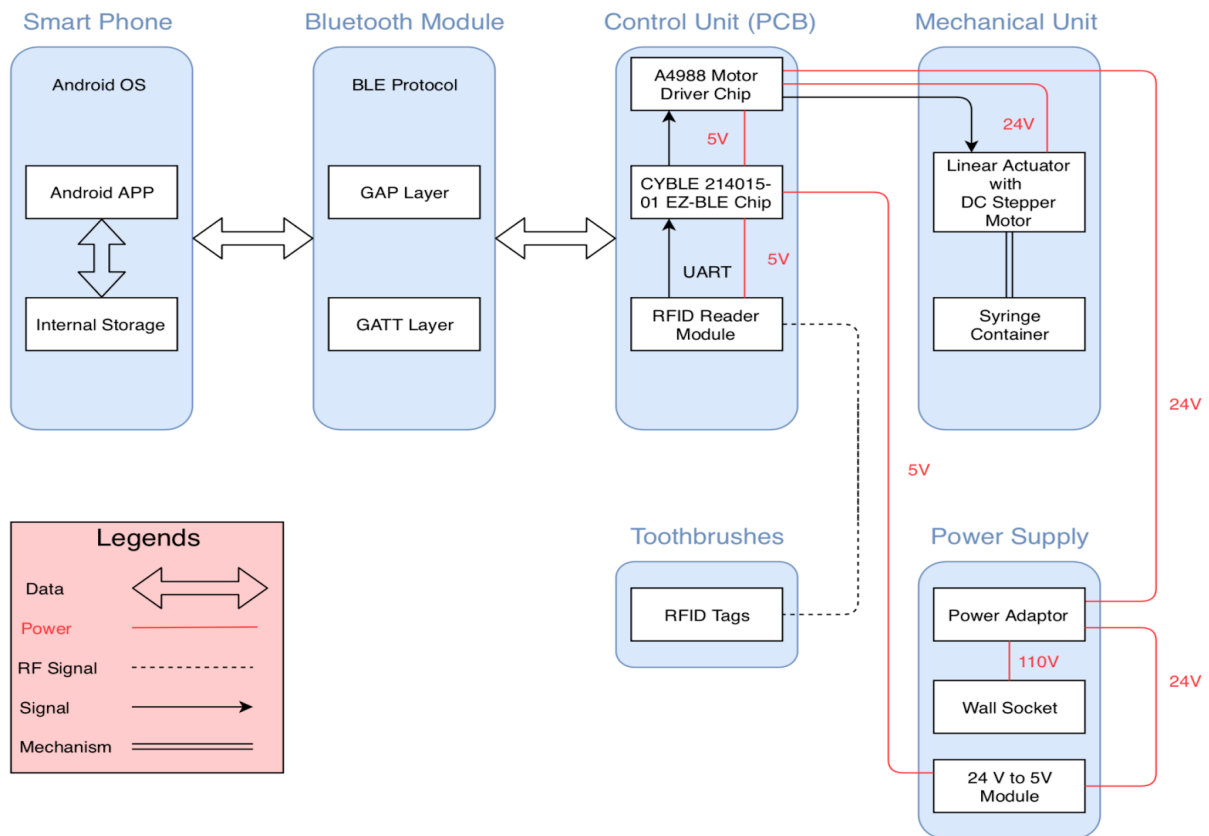 Smart Phone
Bluetooth Module
Control Unit (PCB)
Mechanical Unit
Android OS
BLE Protocol
A4988 Motor
Driver Chip
24V
5V
Android APP
GAP Layer
CYBLE 214015-
01 EZ-BLE Chip
Linear Actuator
with
DC Stepper
Motor
UART
5V
Internal Storage
GATT Layer
RFID Reader
Module
Syringe
Container
24V
5V
Legends
Data
Power
RF Signal
Signal
Mechanism
Toothbrushes
RFID Tags
Power Supply
Power Adaptor
110V
24V
Wall Socket
24 V to 5V
Module